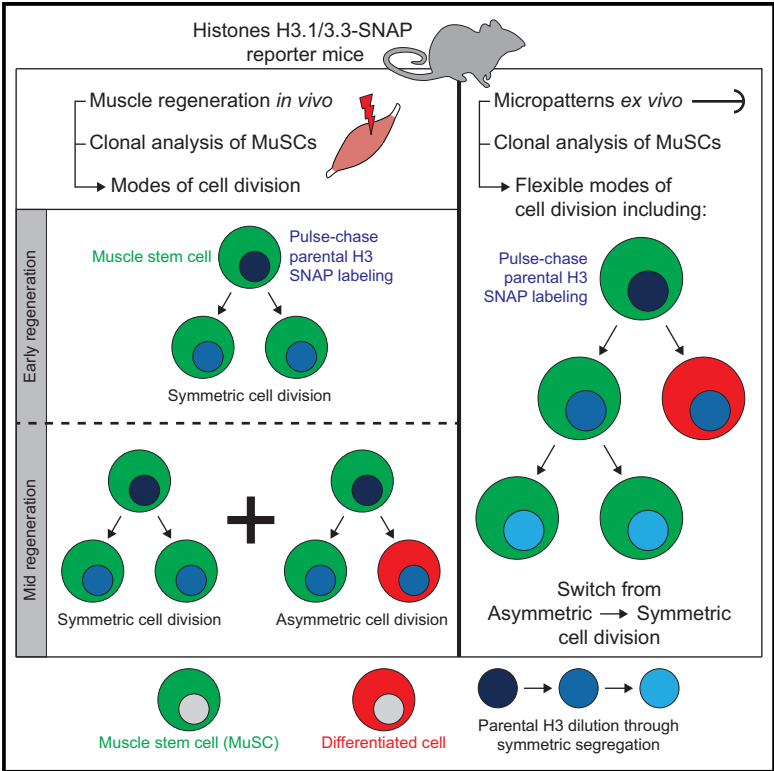 Histones H3.1/3.3-SNAP
reporter mice
Muscle regeneration in vivo
Clonal analysis of MuSCs
Modes of cell division
Early regeneration
Muscle stem cell
Pulse-chase
parental H3
SNAP labeling
Symmetric cell division
Mid regeneration
+
Symmetric cell division
Asymmetric cell division
Micropatterns ex vivo
Clonal analysis of MuSCs
Flexible modes of
cell division including:
Pulse-chase
parental H3
SNAP labeling
Switch from
Asymmetric → Symmetric
cell division
Muscle stem cell (MuSC)
Differentiated cell
Parental H3 dilution through
symmetric segregation